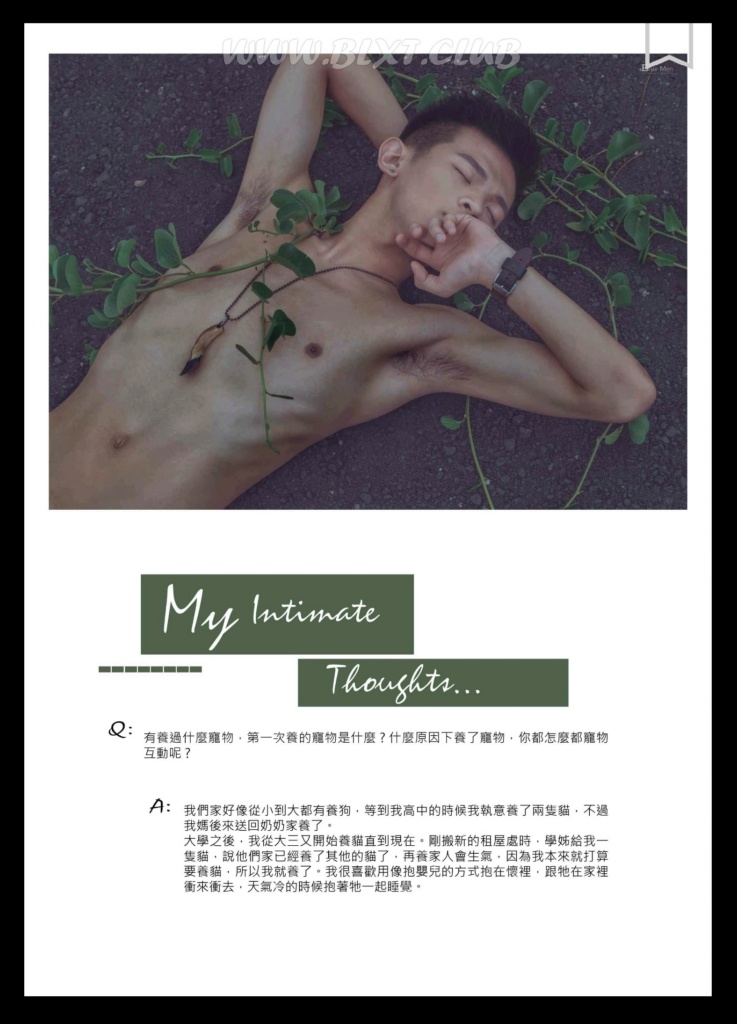 WWW.BLXT.CLUB
My Intimate
Thoughts...
Q:
有養過什麼寵物，第一次養的寵物是什麼？什麼原因下養了寵物，你都怎麼都寵物
互動呢？
A:
我們家好像從小到大都有養狗，等到我高中的時候我執意養了兩隻貓，不過
我媽後來送回奶奶家養了。
大學之後，我從大三又開始養貓直到現在。剛搬新的租屋處時，學姊給我一
隻貓，說他們家已經養了其他的貓了，再養家人會生氣，因為我本來就打算
要養貓，所以我就養了。我很喜歡用像抱嬰兒的方式抱在懷裡，跟牠在家裡
衝來衝去，天氣冷的時候抱著牠一起睡覺。